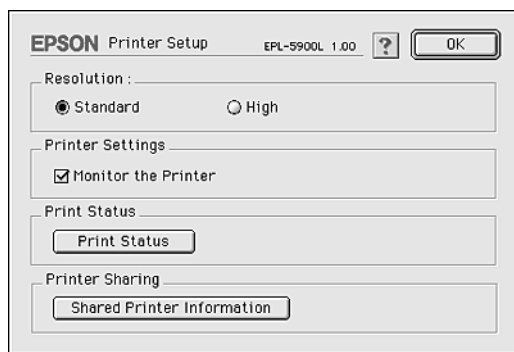 EPSON Printer Setup EPL-5900L 1.00 ? OK
Resolution :
Standard High
Printer Settings
Monitor the Printer
Print Status
Print Status
Printer Sharing
Shared Printer Information